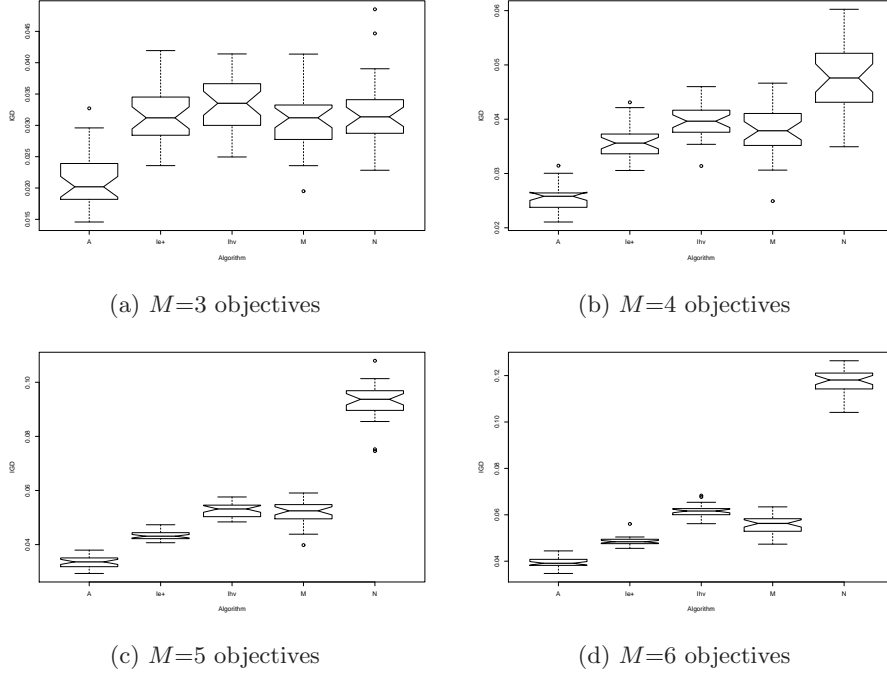 IGD
0.015 0.020 0.025 0.030 0.035 0.040 0.045
A Ie+ Ihv M N
Algorithm
(a) M=3 objectives
IGD
0.02 0.03 0.04 0.05 0.06
A Ie+ Ihv M N
Algorithm
(b) M=4 objectives
IGD
0.04 0.06 0.08 0.10
A Ie+ Ihv M N
Algorithm
(c) M=5 objectives
IGD
0.04 0.06 0.08 0.10 0.12
A Ie+ Ihv M N
Algorithm
(d) M=6 objectives